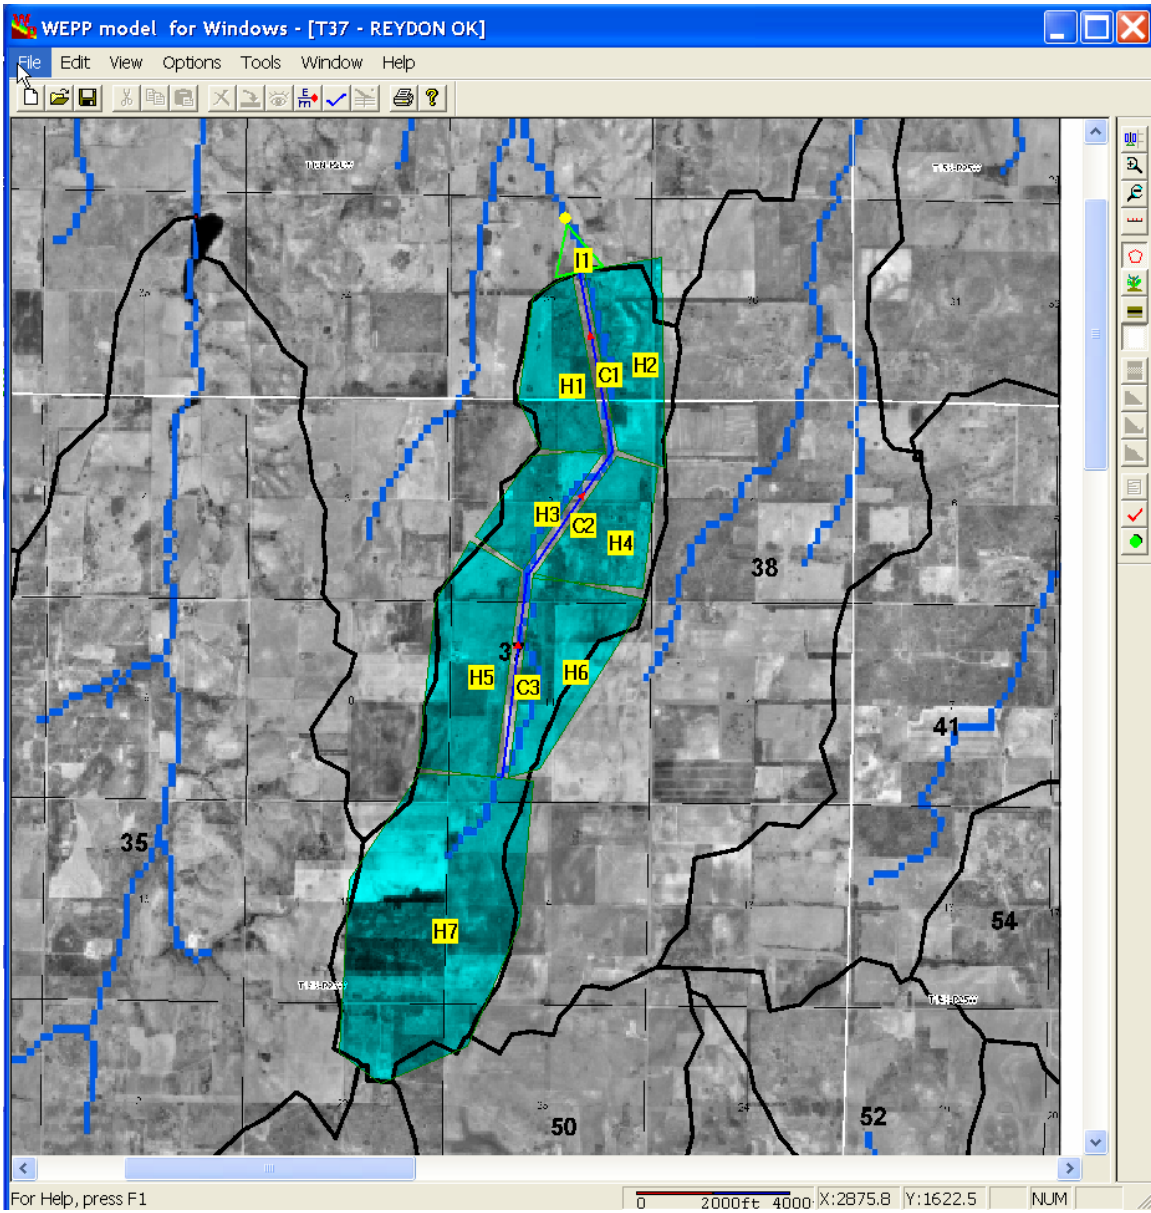 WEPP model for Windows - [T37 - REYDON OK]
File Edit View Options Tools Window Help
I1
H2
C1
H1
H3
C2
H4
38
H5
C3
H6
41
35
54
H7
52
50
For Help, press F1
0 2000ft 4000
X:2875.8 Y:1622.5 NUM